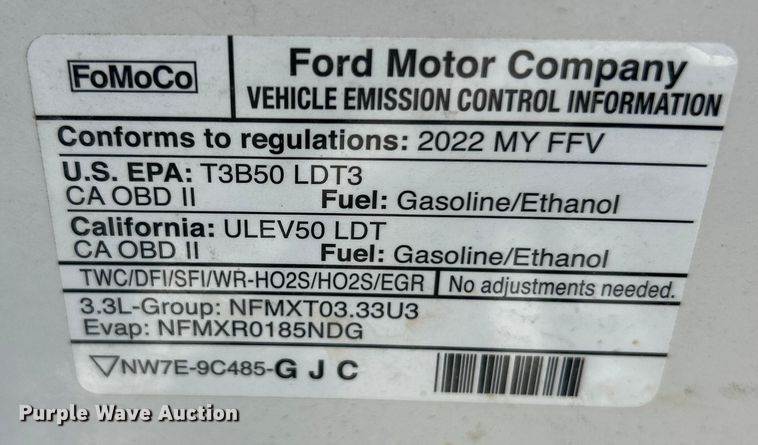 FoMoCo
Ford Motor Company
VEHICLE EMISSION CONTROL INFORMATION
Conforms to regulations: 2022 MY FFV
U.S. EPA: T3B50 LDT3
CA OBD II Fuel: Gasoline/Ethanol
California: ULEV50 LDT
CA OBD II Fuel: Gasoline/Ethanol
TWC/DFI/SFI/WR-HO2S/HO2S/EGR No adjustments needed.
3.3L-Group: NFMXT03.33U3
Evap: NFMXR0185NDG
NW7E-9C485-G J C
Purple Wave Auction